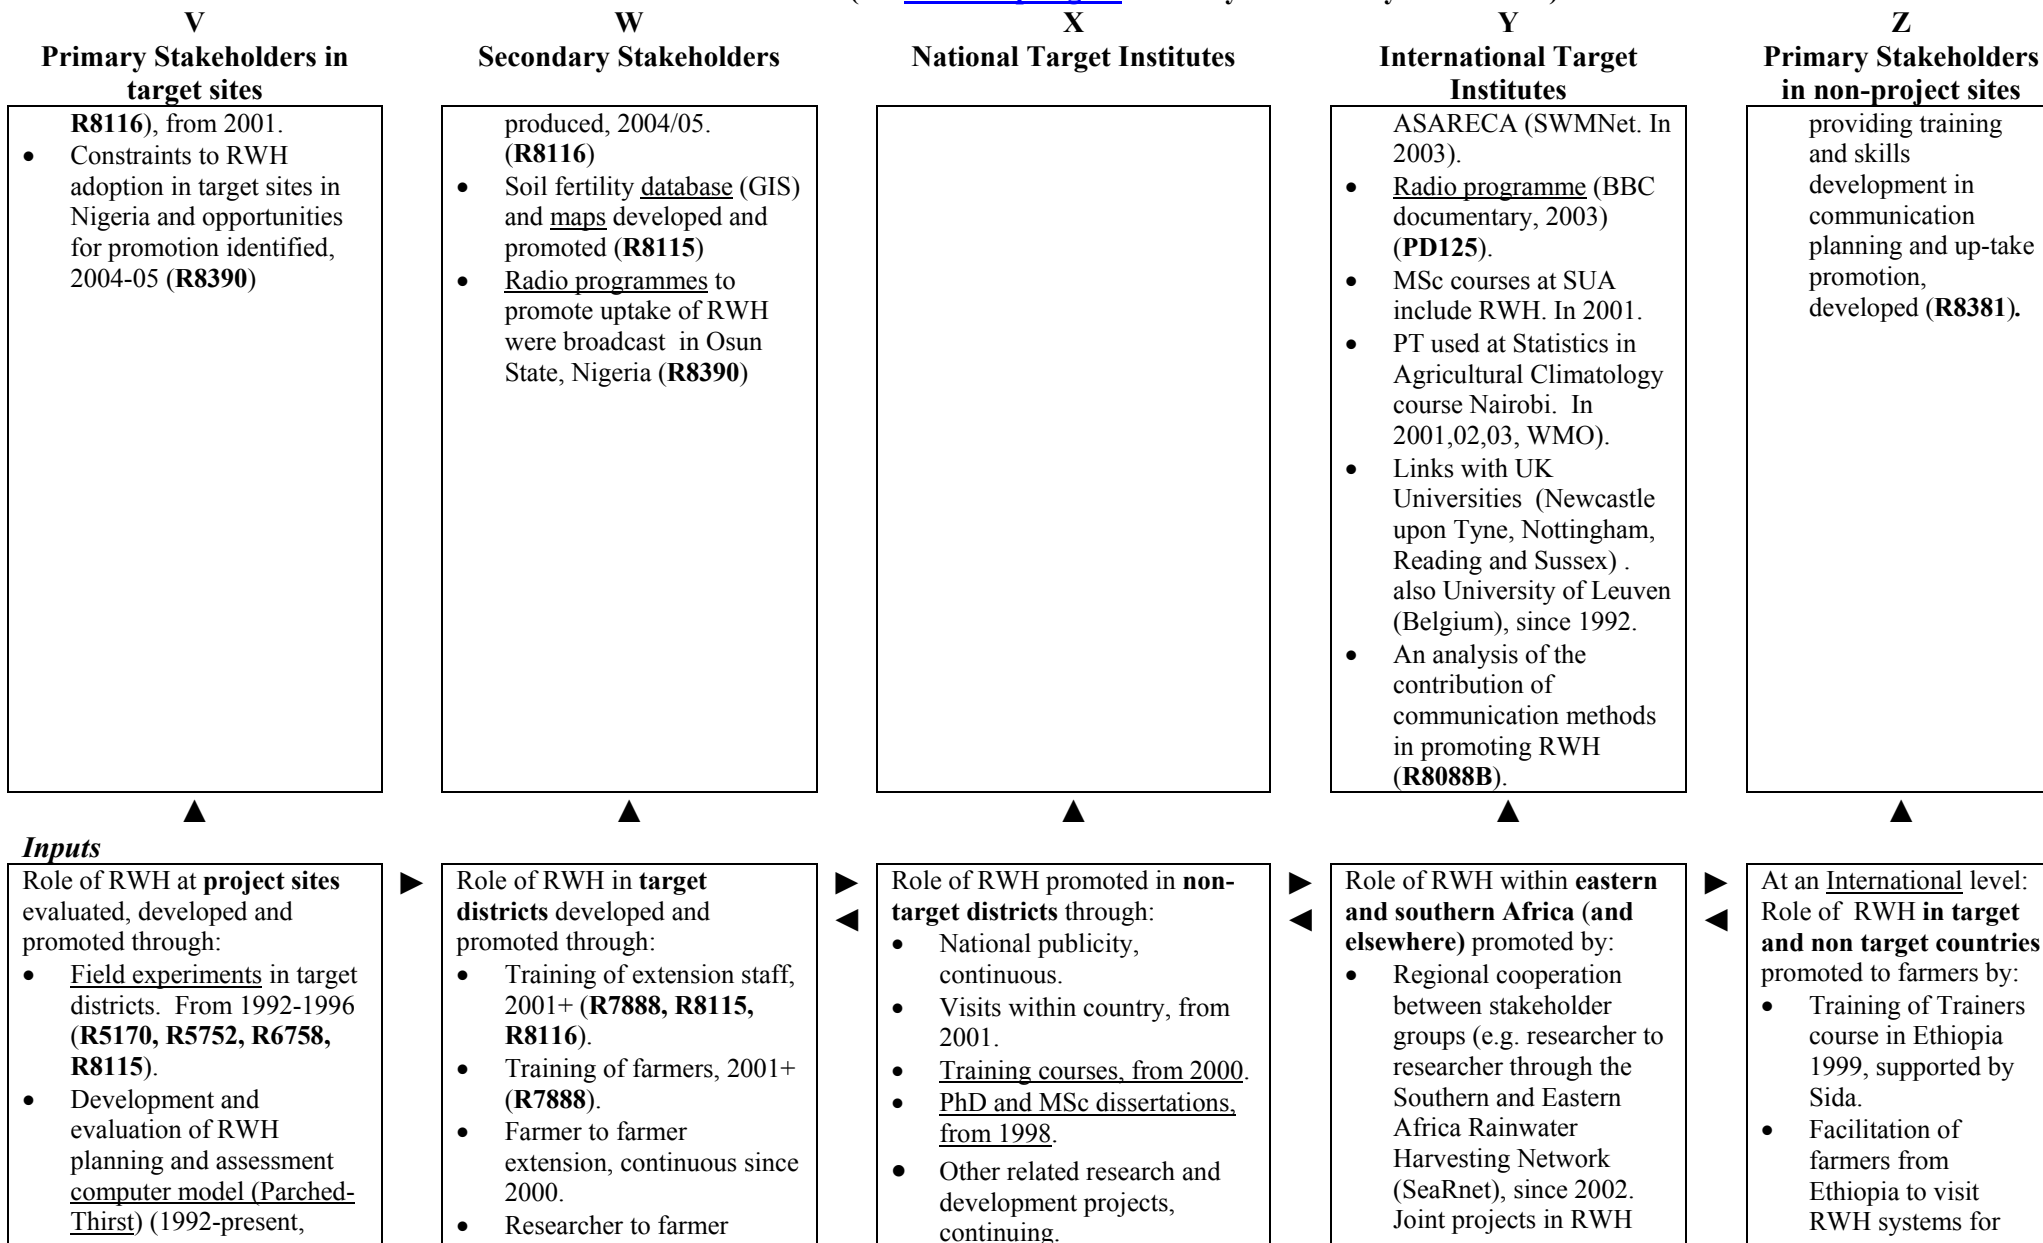 V
Primary Stakeholders in
target sites
W
Secondary Stakeholders
X
National Target Institutes
Y
International Target
Institutes
Z
Primary Stakeholders
in non-project sites
R8116), from 2001.
• Constraints to RWH
adoption in target sites in
Nigeria and opportunities
for promotion identified,
2004-05 (R8390)
produced, 2004/05.
(R8116)
• Soil fertility database (GIS)
and maps developed and
promoted (R8115)
• Radio programmes to
promote uptake of RWH
were broadcast in Osun
State, Nigeria (R8390)
ASARECA (SWMNet. In
2003).
• Radio programme (BBC
documentary, 2003)
(PD125).
• MSc courses at SUA
include RWH. In 2001.
• PT used at Statistics in
Agricultural Climatology
course Nairobi. In
2001,02,03, WMO).
• Links with UK
Universities (Newcastle
upon Tyne, Nottingham,
Reading and Sussex) .
also University of Leuven
(Belgium), since 1992.
• An analysis of the
contribution of
communication methods
in promoting RWH
(R8088B).
providing training
and skills
development in
communication
planning and up-take
promotion,
developed (R8381).
▲ ▲ ▲ ▲ ▲
Inputs
Role of RWH at project sites
evaluated, developed and
promoted through:
• Field experiments in target
districts. From 1992-1996
(R5170, R5752, R6758,
R8115).
• Development and
evaluation of RWH
planning and assessment
computer model (Parched-
Thirst) (1992-present,
►
Role of RWH in target
districts developed and
promoted through:
• Training of extension staff,
2001+ (R7888, R8115,
R8116).
• Training of farmers, 2001+
(R7888).
• Farmer to farmer
extension, continuous since
2000.
• Researcher to farmer
►
◄
Role of RWH promoted in non-
target districts through:
• National publicity,
continuous.
• Visits within country, from
2001.
• Training courses, from 2000.
• PhD and MSc dissertations,
from 1998.
• Other related research and
development projects,
continuing.
►
◄
Role of RWH within eastern
and southern Africa (and
elsewhere) promoted by:
• Regional cooperation
between stakeholder
groups (e.g. researcher to
researcher through the
Southern and Eastern
Africa Rainwater
Harvesting Network
(SeaRnet), since 2002.
Joint projects in RWH
►
◄
At an International level:
Role of RWH in target
and non target countries
promoted to farmers by:
• Training of Trainers
course in Ethiopia
1999, supported by
Sida.
• Facilitation of
farmers from
Ethiopia to visit
RWH systems for